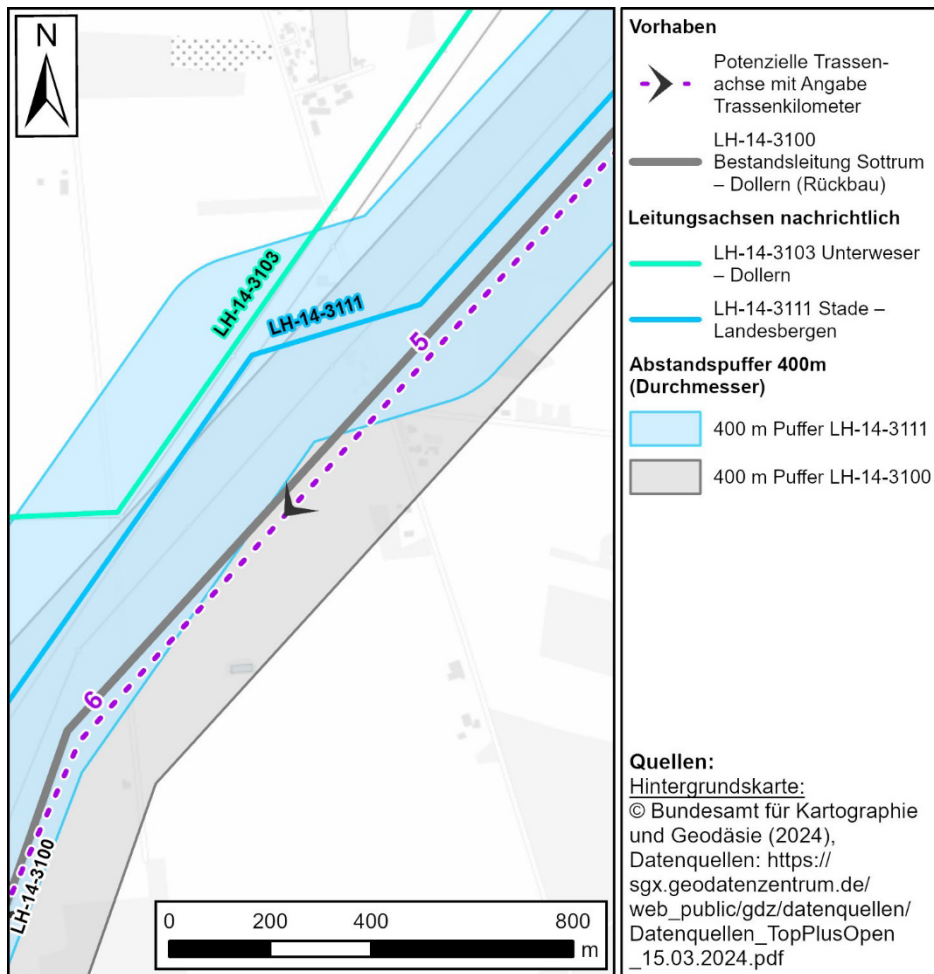 N
LH-14-3103
LH-14-3111
5
6
LH-14-3100
0 200 400 800
m
Vorhaben
Potenzielle Trassen-
achse mit Angabe
Trassenkilometer
LH-14-3100
Bestandsleitung Sottrum
– Dollern (Rückbau)
Leitungsachsen nachrichtlich
LH-14-3103 Unterweser
– Dollern
LH-14-3111 Stade –
Landesbergen
Abstandspuffer 400m
(Durchmesser)
400 m Puffer LH-14-3111
400 m Puffer LH-14-3100
Quellen:
Hintergrundskarte:
© Bundesamt für Kartographie
und Geodäsie (2024),
Datenquellen: https://
sgx.geodatenzentrum.de/
web_public/gdz/datenquellen/
Datenquellen_TopPlusOpen
_15.03.2024.pdf